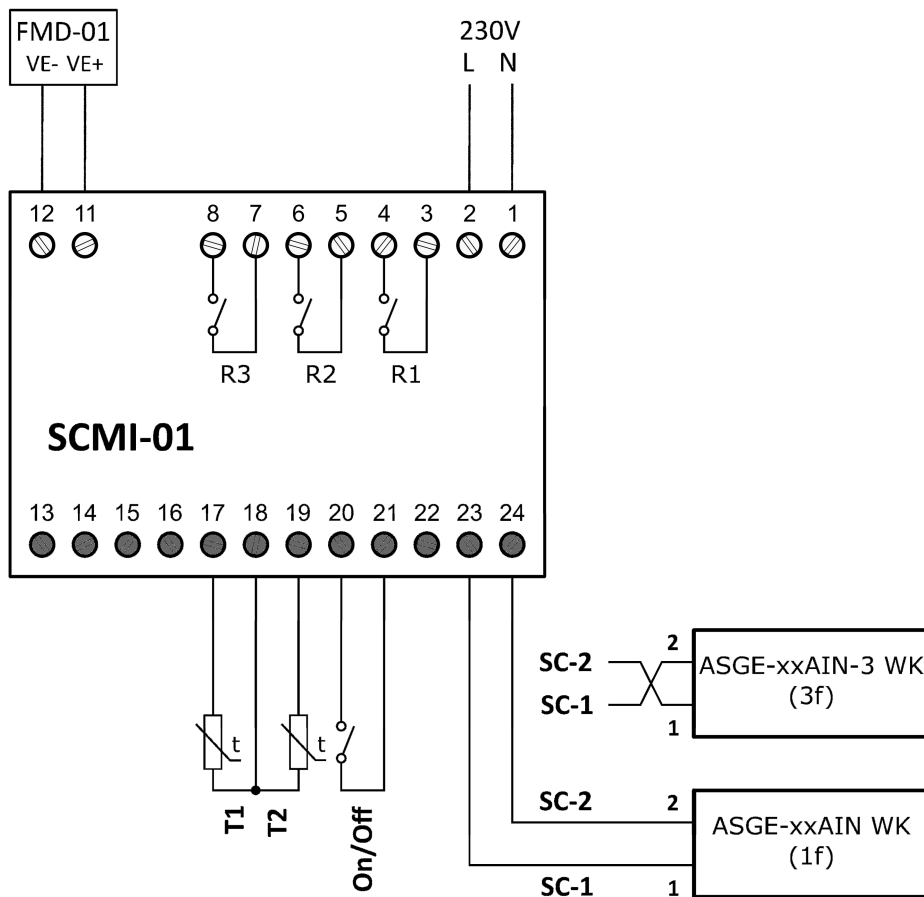 FMD-01
VE- VE+
230V
L N
12 11 8 7 6 5 4 3 2 1
R3 R2 R1
SCMI-01
13 14 15 16 17 18 19 20 21 22 23 24
t t
T1 T2 On/Off
SC-2 2
ASGE-xxAIN-3 WK
(3f)
SC-1 1
SC-2 2
ASGE-xxAIN WK
(1f)
SC-1 1